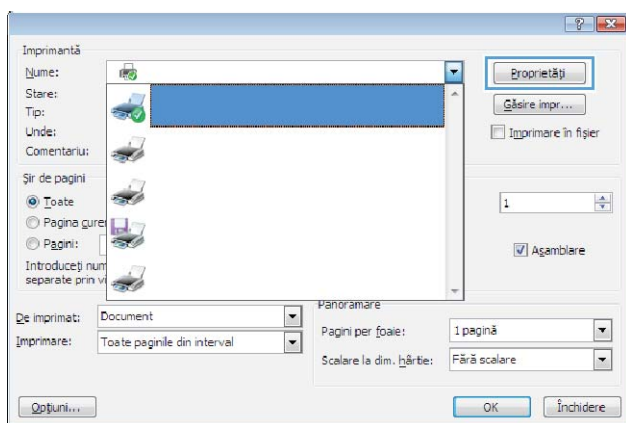 Imprimantă
Nume:
Proprietăți
Stare:
Găsire impr...
Tip:
Unde:
Imprimare în fișier
Comentariu:
Șir de pagini
Toate
1
Pagina curen
Pagini:
Asamblare
Introduceți num
separate prin vi
De imprimat: Document
Panoramare
Imprimare: Toate paginile din interval
Pagini per foaie: 1 pagină
Scalare la dim. hârtie: Fără scalare
Opțiuni...
OK
Închidere